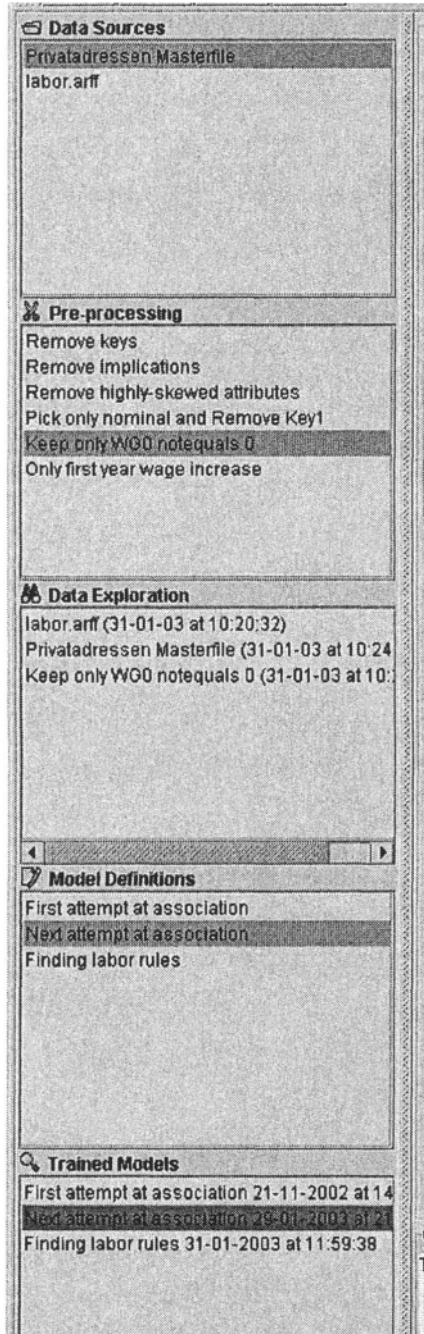 Data Sources
Privatadressen Masterfile
labor.arff
Pre-processing
Remove keys
Remove implications
Remove highly-skewed attributes
Pick only nominal and Remove Key1
Keep only WG0 notequals 0
Only first year wage increase
Data Exploration
labor.arff (31-01-03 at 10:20:32)
Privatadressen Masterfile (31-01-03 at 10:24
Keep only WG0 notequals 0 (31-01-03 at 10:
Model Definitions
First attempt at association
Next attempt at association
Finding labor rules
Trained Models
First attempt at association 21-11-2002 at 14
Next attempt at association 29-01-2003 at 21
Finding labor rules 31-01-2003 at 11:59:38